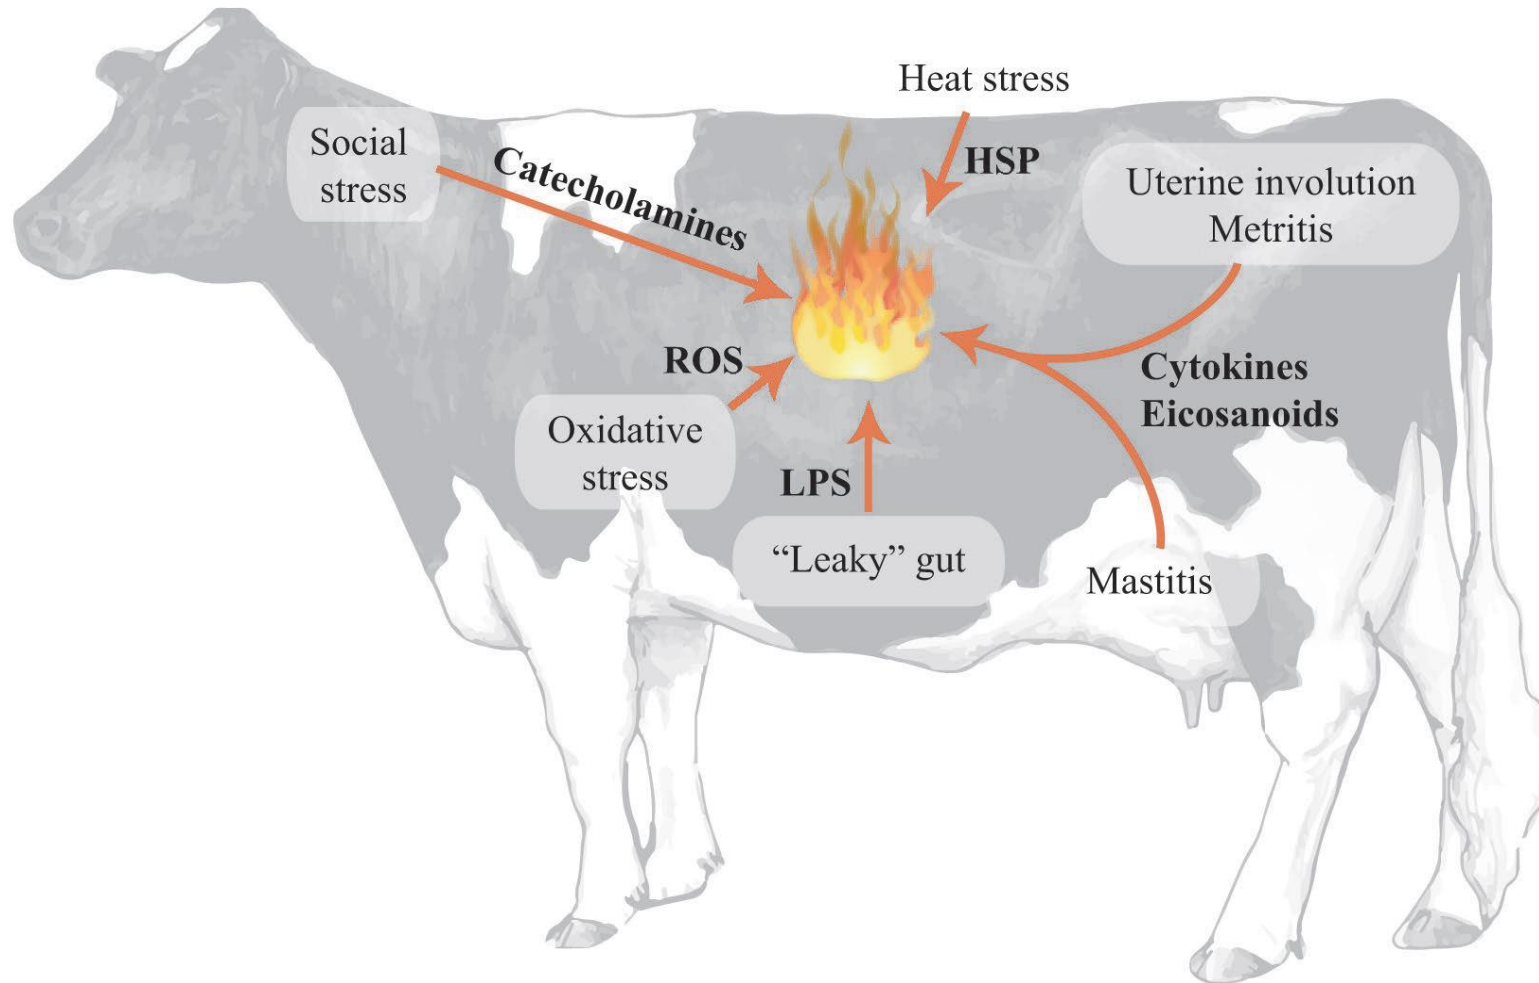 Heat stress
HSP
Social
stress
Catecholamines
Uterine involution
Metritis
ROS
Cytokines
Eicosanoids
Oxidative
stress
LPS
“Leaky” gut
Mastitis